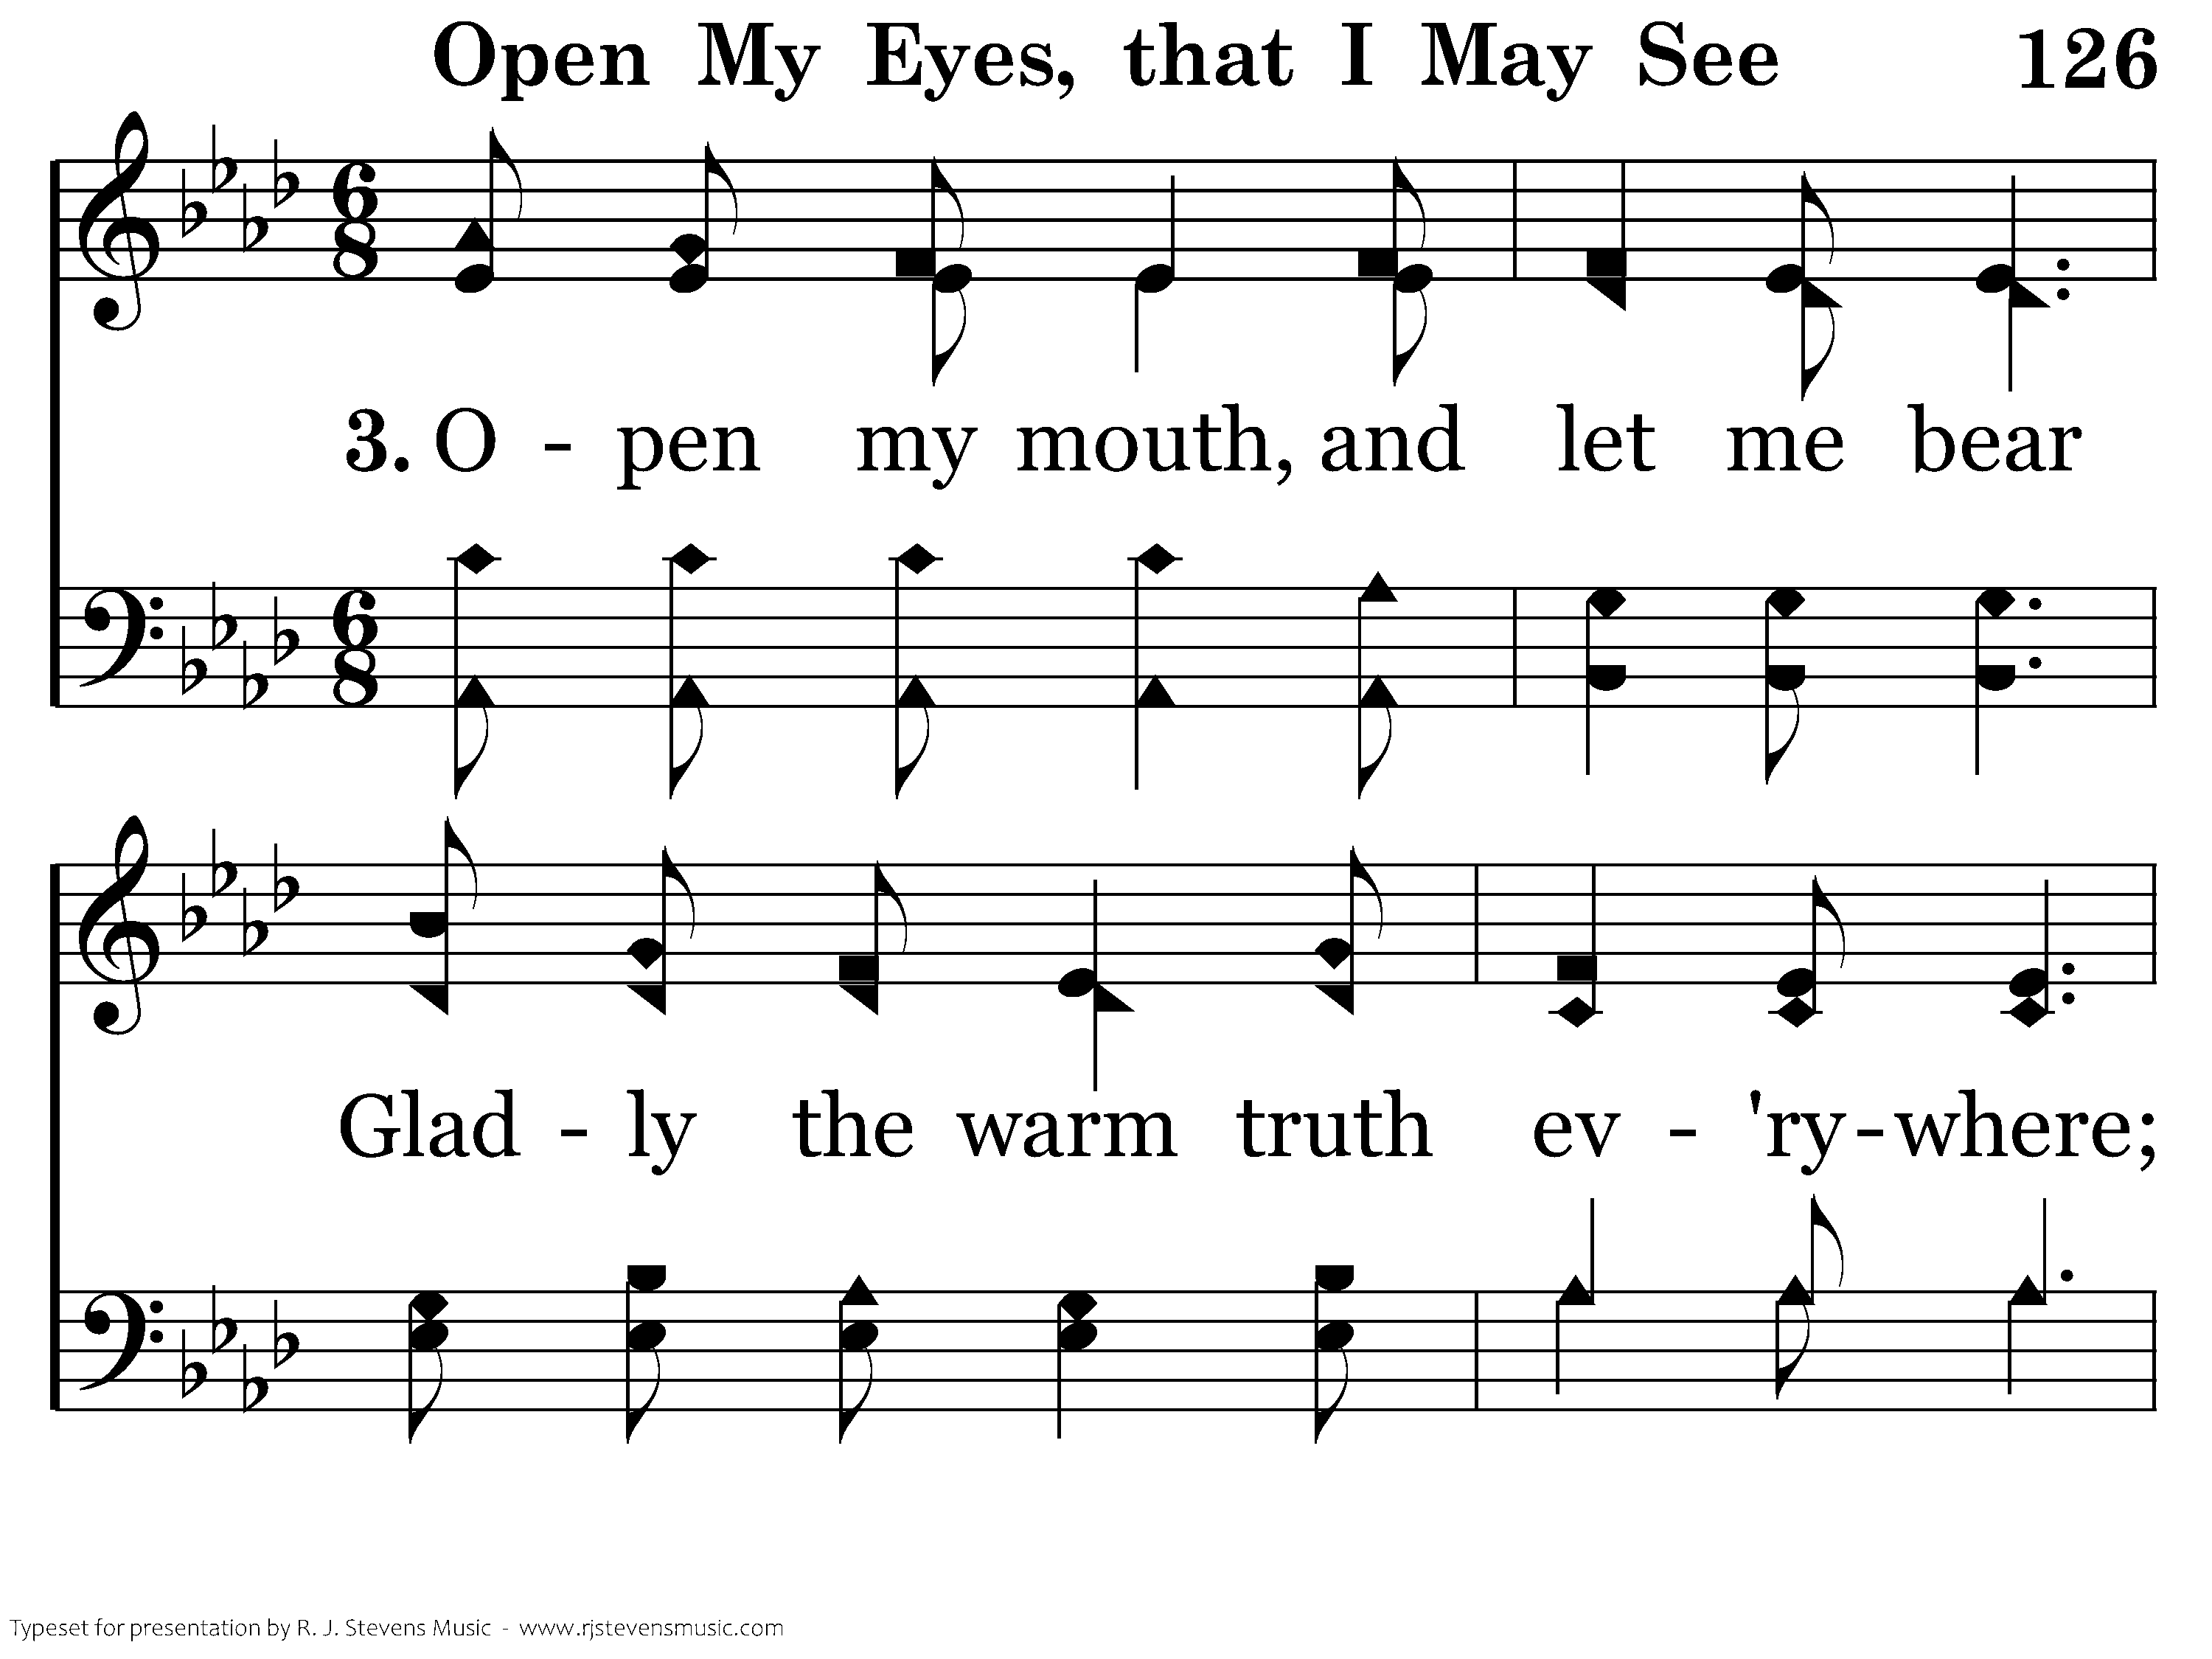 Open My Eyes, that I May See 126
3. O - pen my mouth, and let me bear
Glad - ly the warm truth ev - 'ry - where;
Typeset for presentation by R. J. Stevens Music - www.rjstevensmusic.com